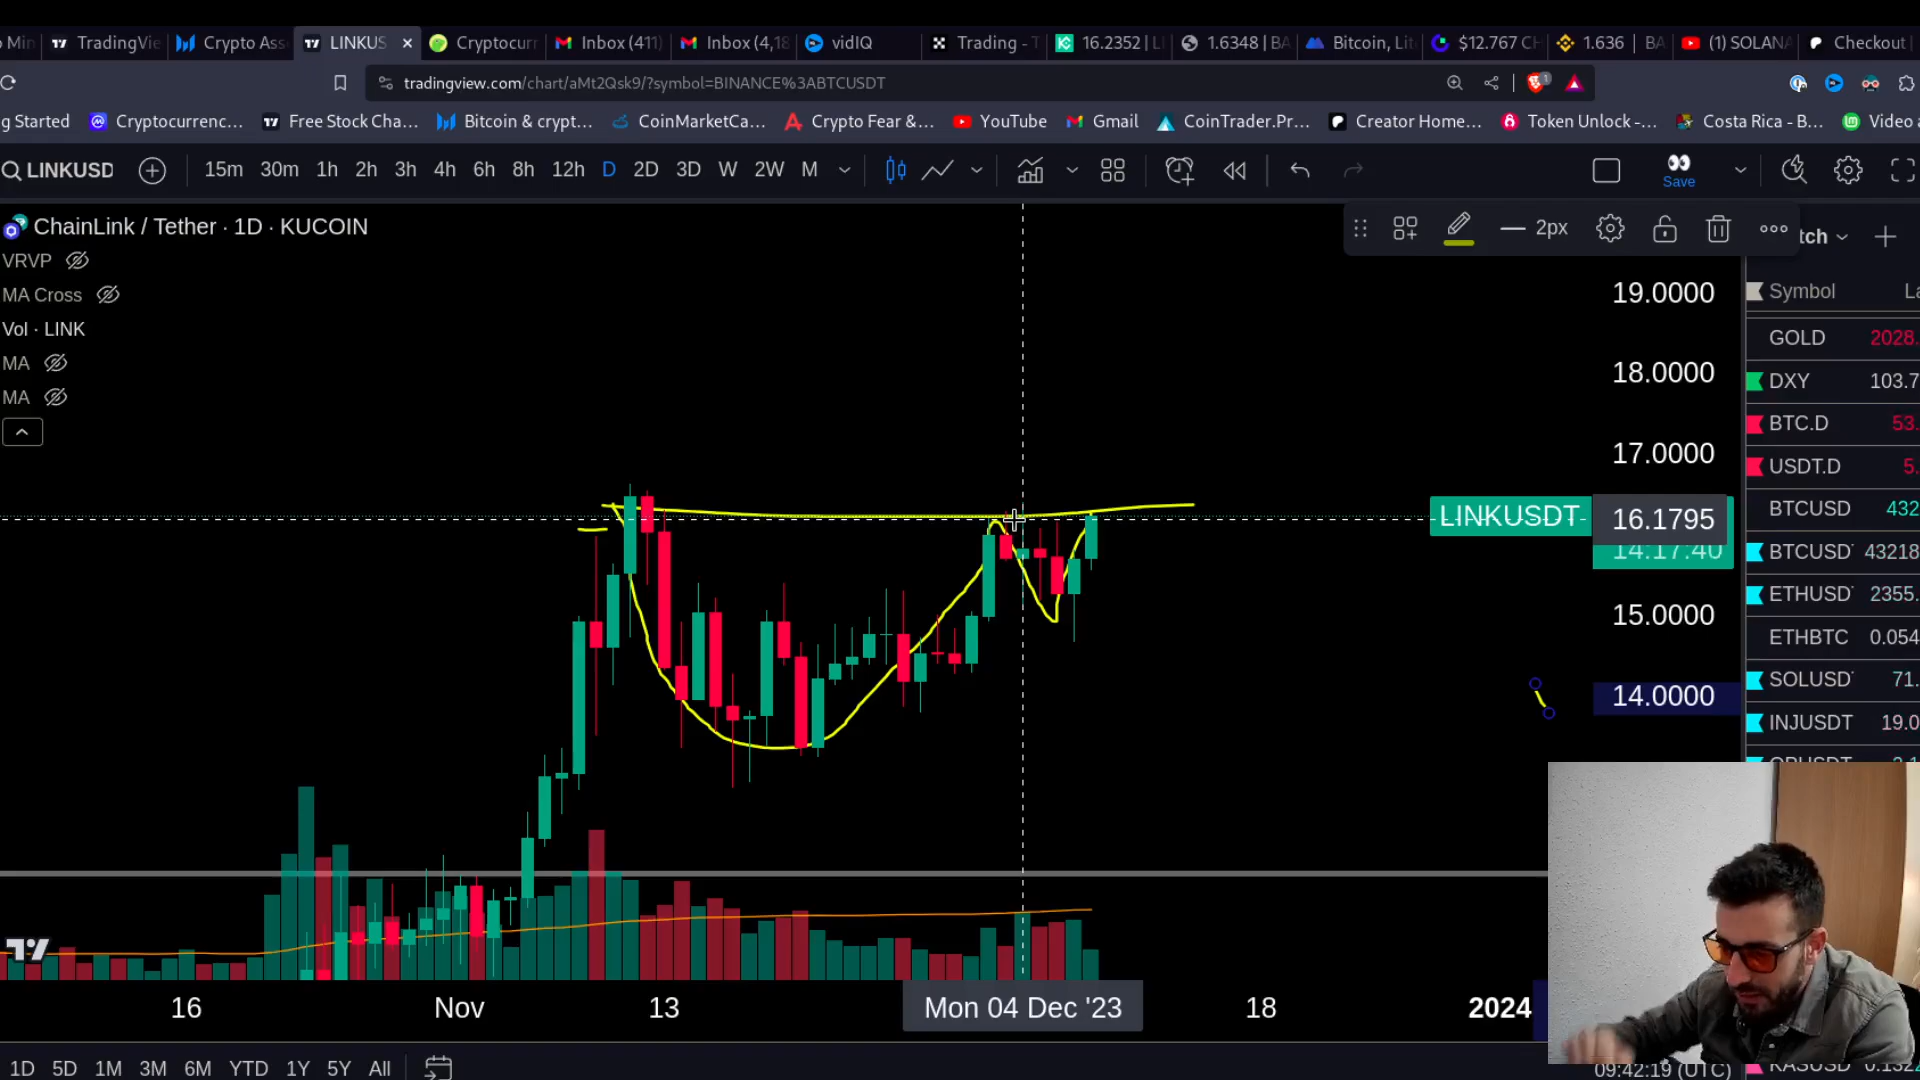 Min TradingVie Crypto Ass LINKUS Cryptocurr Inbox (411) Inbox (4,18 vidIQ Trading - T 16.2352 | L 1.6348 | BA Bitcoin, Lit $12.767 CH 1.636 | BA (1) SOLANA Checkout |
tradingview.com/chart/aMt2Qsk9/?symbol=BINANCE%3ABTCUSDT 1
g Started Cryptocurrenc... Free Stock Cha... Bitcoin & crypt... CoinMarketCa... Crypto Fear &... YouTube Gmail CoinTrader.Pr... Creator Home... Token Unlock -... Costa Rica - B... Video a
LINKUSD 15m 30m 1h 2h 3h 4h 6h 8h 12h D 2D 3D W 2W M Save
ChainLink / Tether · 1D · KUCOIN
2px
tch
VRVP
MA Cross
Vol · LINK
MA
MA
19.0000
18.0000
17.0000
LINKUSDT 16.1795
14:17:40
15.0000
14.0000
Symbol La
GOLD 2028.
DXY 103.7
BTC.D 53.
USDT.D 5.
BTCUSD 432
BTCUSD 43218
ETHUSD 2355.
ETHBTC 0.054
SOLUSD 71.
INJUSDT 19.0
16 Nov 13 Mon 04 Dec '23 18 2024
1D 5D 1M 3M 6M YTD 1Y 5Y All
09:42:19 (UTC)